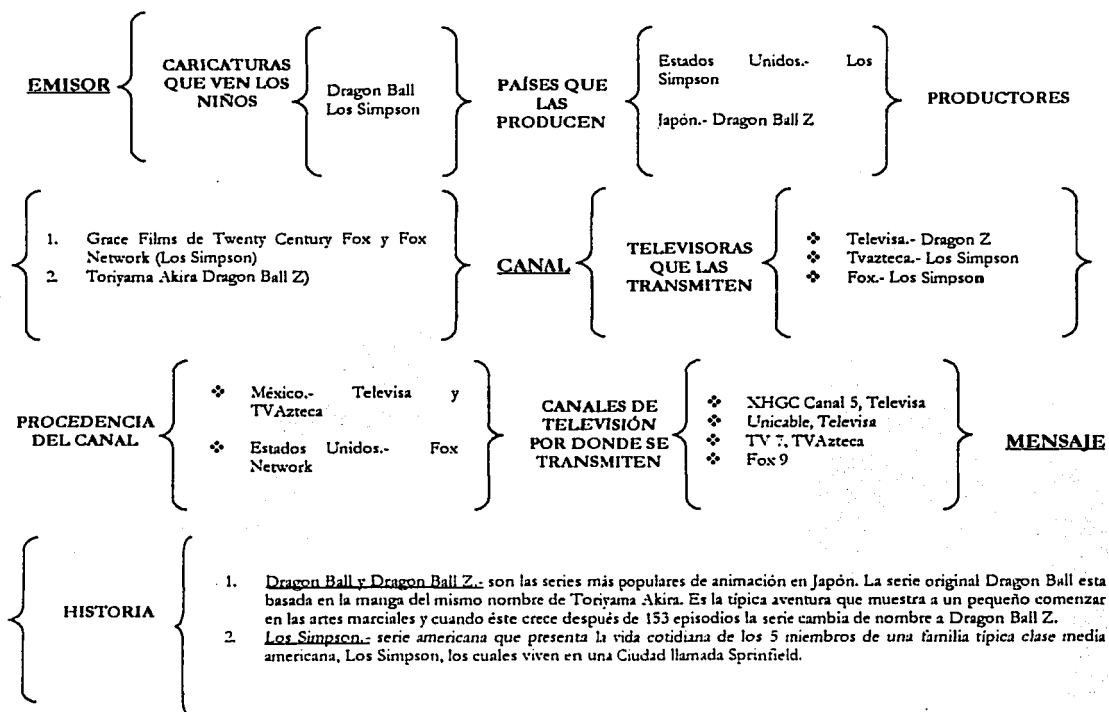 EMISOR
CARICATURAS
QUE VEN LOS
NIÑOS
Dragon Ball
Los Simpson
PAÍSES QUE
LAS
PRODUCEN
Estados Unidos.- Los
Simpson
Japón.- Dragon Ball Z
PRODUCTORES
1. Grace Films de Twenty Century Fox y Fox
Network (Los Simpson)
2. Toriyama Akira Dragon Ball Z)
CANAL
TELEVISORAS
QUE LAS
TRANSMITEN
❖ Televisa.- Dragon Z
❖ Tvazteca.- Los Simpson
❖ Fox.- Los Simpson
PROCEDENCIA
DEL CANAL
❖ México.- Televisa y
TVAzteca
❖ Estados Unidos.- Fox
Network
CANALES DE
TELEVISIÓN
POR DONDE SE
TRANSMITEN
❖ XHGC Canal 5, Televisa
❖ Unicable, Televisa
❖ TV 7, TVAzteca
❖ Fox 9
MENSAJE
HISTORIA
1. Dragon Ball y Dragon Ball Z.- son las series más populares de animación en Japón. La serie original Dragon Ball esta
basada en la manga del mismo nombre de Toriyama Akira. Es la típica aventura que muestra a un pequeño comenzar
en las artes marciales y cuando éste crece después de 153 episodios la serie cambia de nombre a Dragon Ball Z.
2. Los Simpson.- serie americana que presenta la vida cotidiana de los 5 miembros de una familia típica clase media
americana, Los Simpson, los cuales viven en una Ciudad llamada Sprinfield.